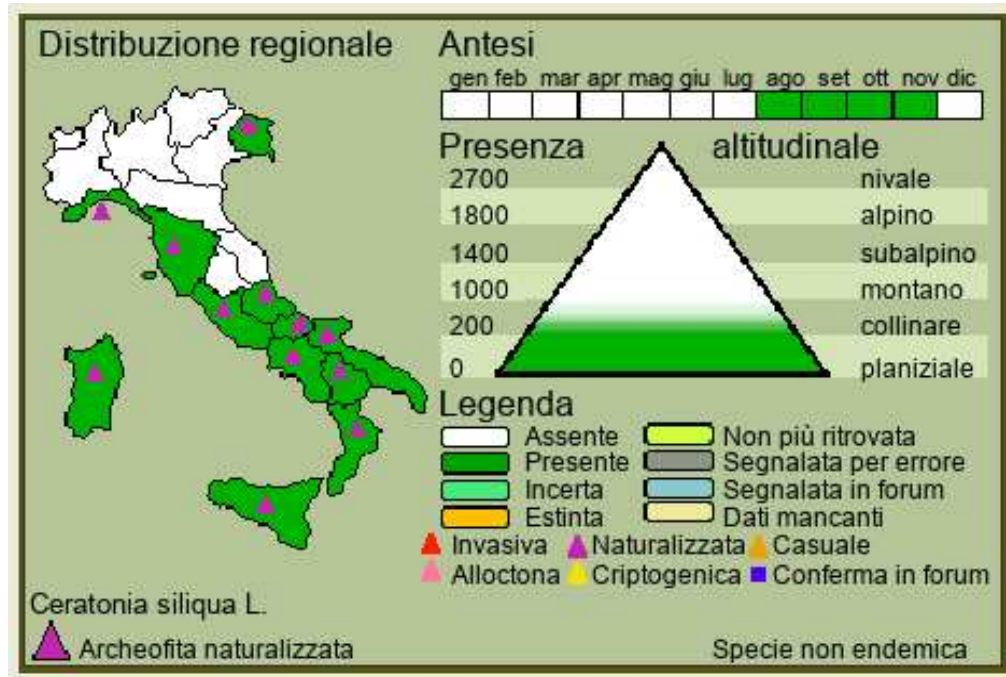 Distribuzione regionale
Antesi
gen feb mar apr mag giu lug ago set ott nov dic
Presenza altitudinale
2700 nivale
1800 alpino
1400 subalpino
1000 montano
200 collinare
0 planiziale
Legenda
Assente Non più ritrovata
Presente Segnalata per errore
Incerta Segnalata in forum
Estinta Dati mancanti
Invasiva Naturalizzata Casuale
Alloctona Criptogenica Conferma in forum
Ceratonia siliqua L.
Archeofita naturalizzata
Specie non endemica